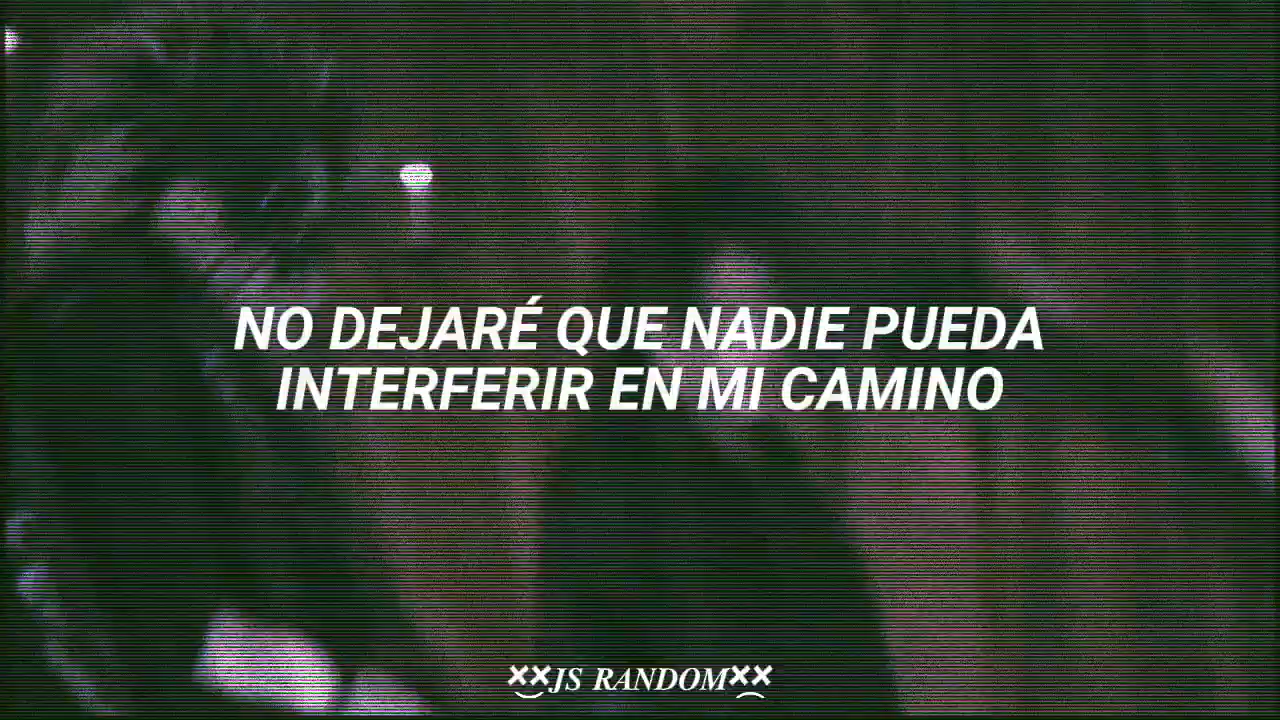 NO DEJARÉ QUE NADIE PUEDA
INTERFERIR EN MI CAMINO
××JS RANDOM××